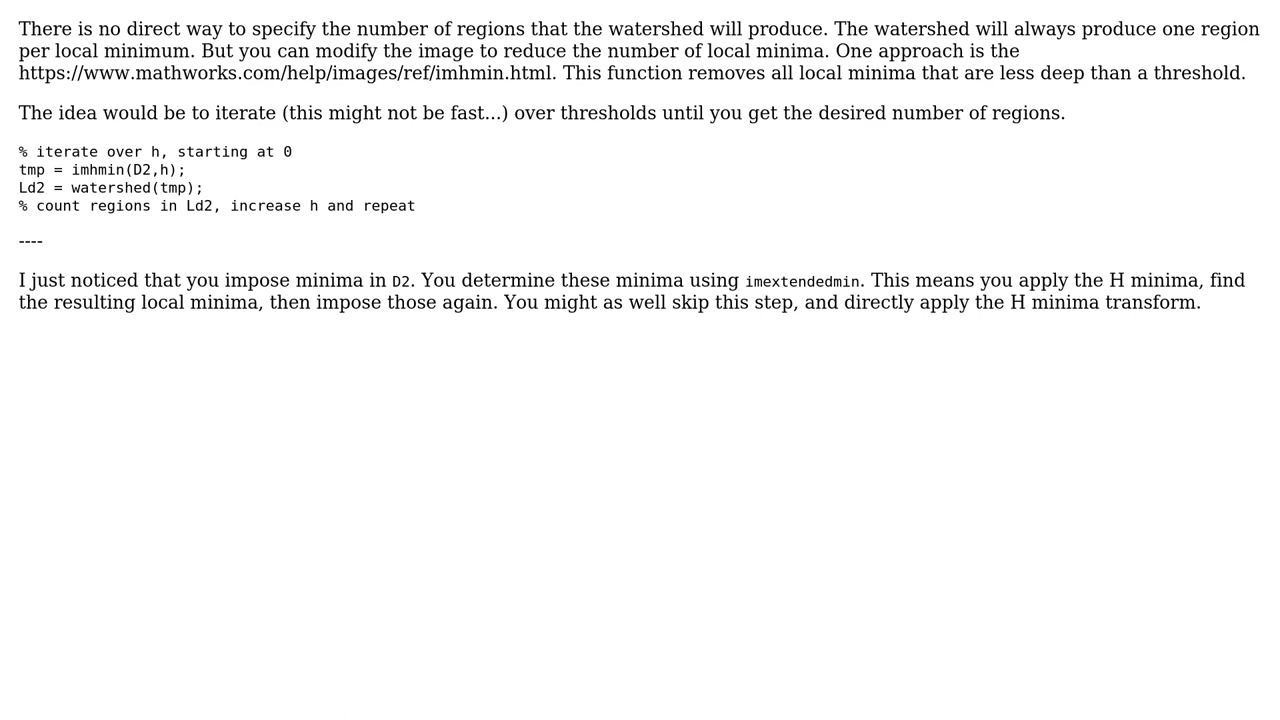 There is no direct way to specify the number of regions that the watershed will produce. The watershed will always produce one region
per local minimum. But you can modify the image to reduce the number of local minima. One approach is the
https://www.mathworks.com/help/images/ref/imhmin.html. This function removes all local minima that are less deep than a threshold.
The idea would be to iterate (this might not be fast...) over thresholds until you get the desired number of regions.
% iterate over h, starting at 0
tmp = imhmin(D2,h);
Ld2 = watershed(tmp);
% count regions in Ld2, increase h and repeat
----
I just noticed that you impose minima in D2. You determine these minima using imextendedmin. This means you apply the H minima, find
the resulting local minima, then impose those again. You might as well skip this step, and directly apply the H minima transform.